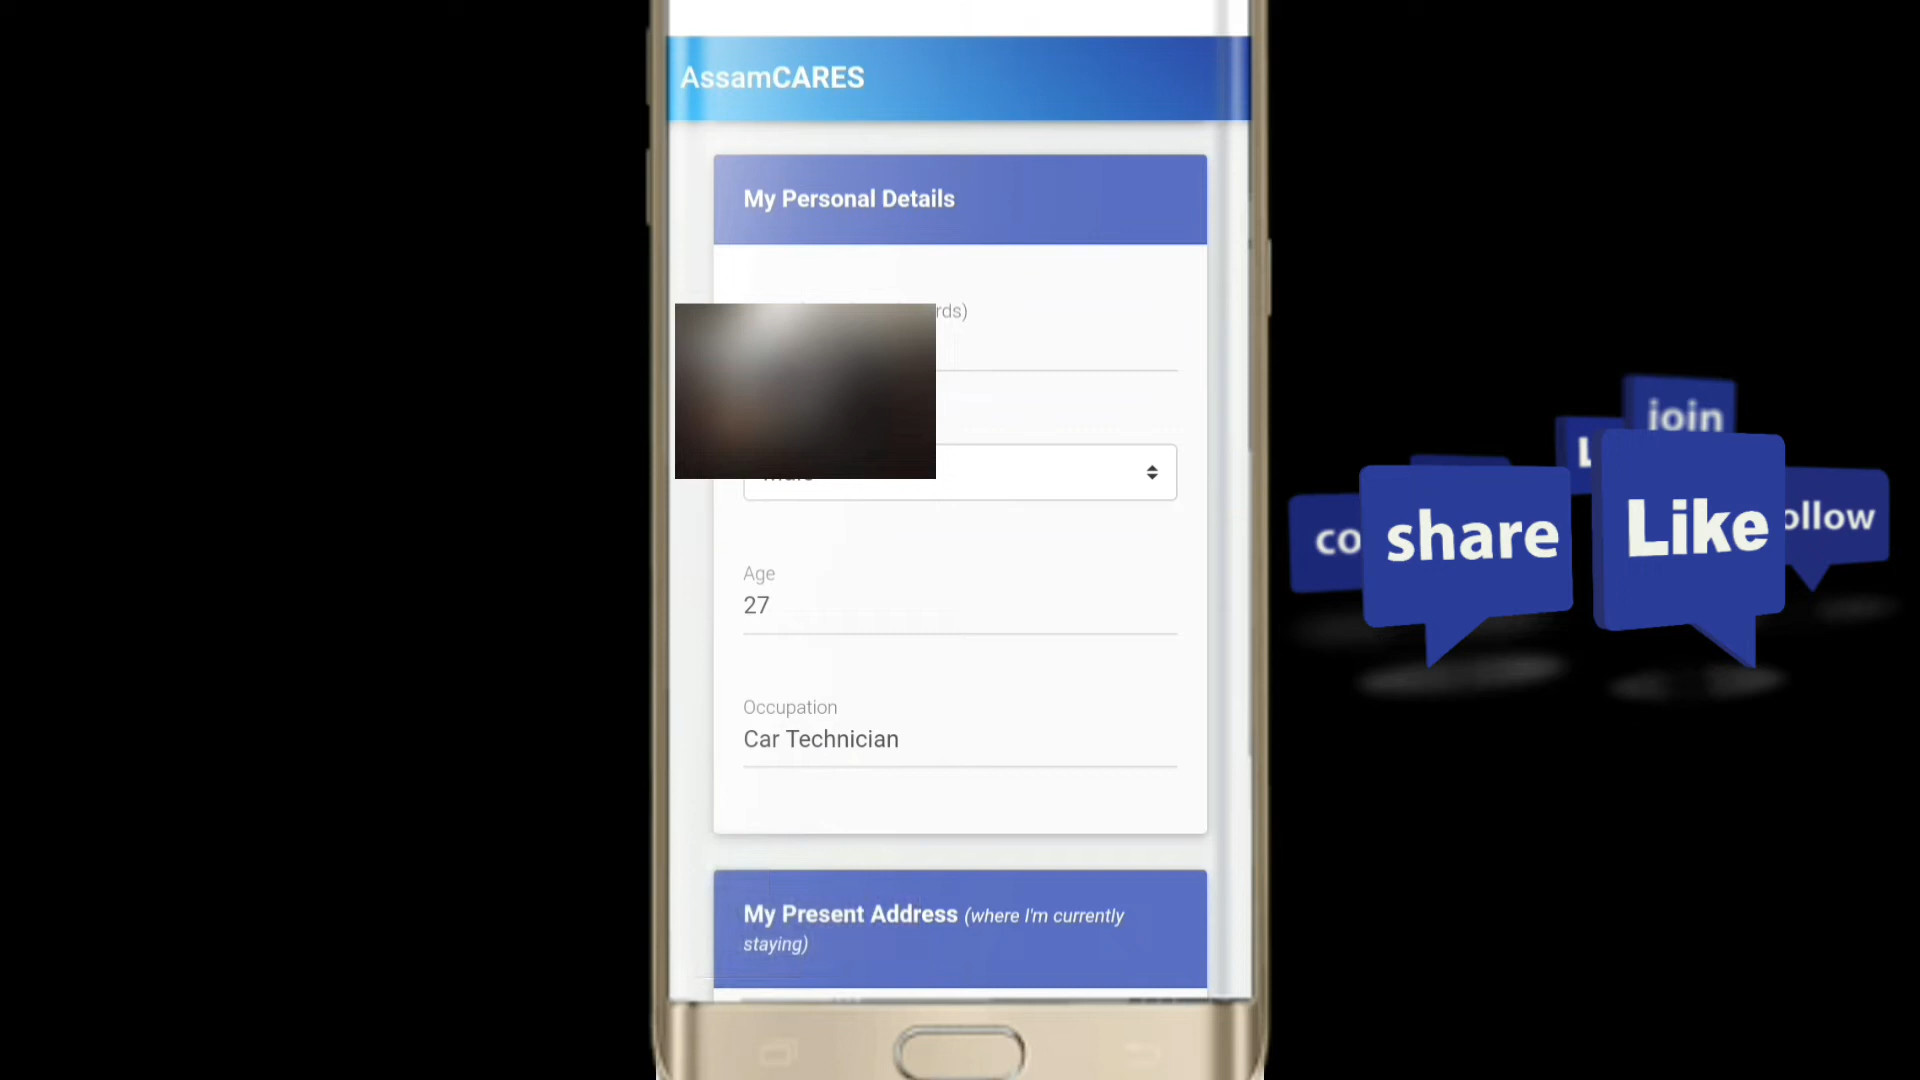 AssamCARES
My Personal Details
rds)
Age
27
Occupation
Car Technician
My Present Address (where I'm currently
staying)
join
L
co
share
Like
ollow